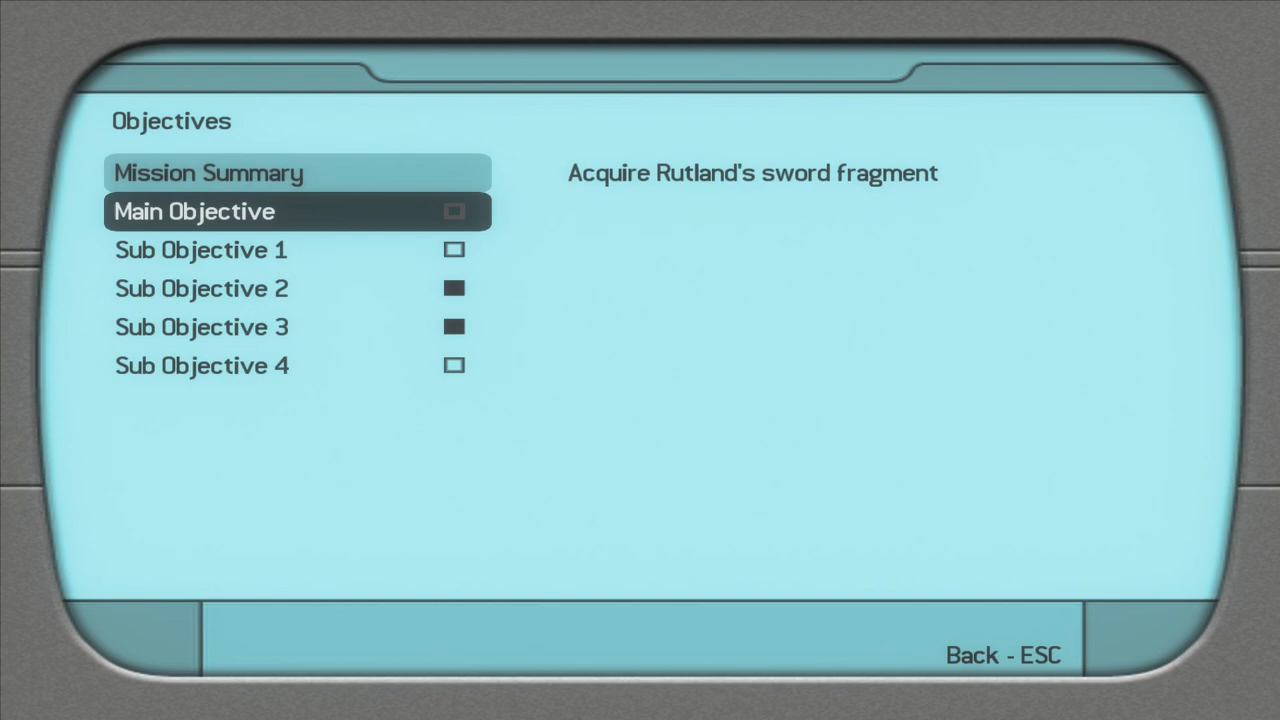 Objectives
Mission Summary
Acquire Rutland's sword fragment
Main Objective
Sub Objective 1
Sub Objective 2
Sub Objective 3
Sub Objective 4
Back - ESC